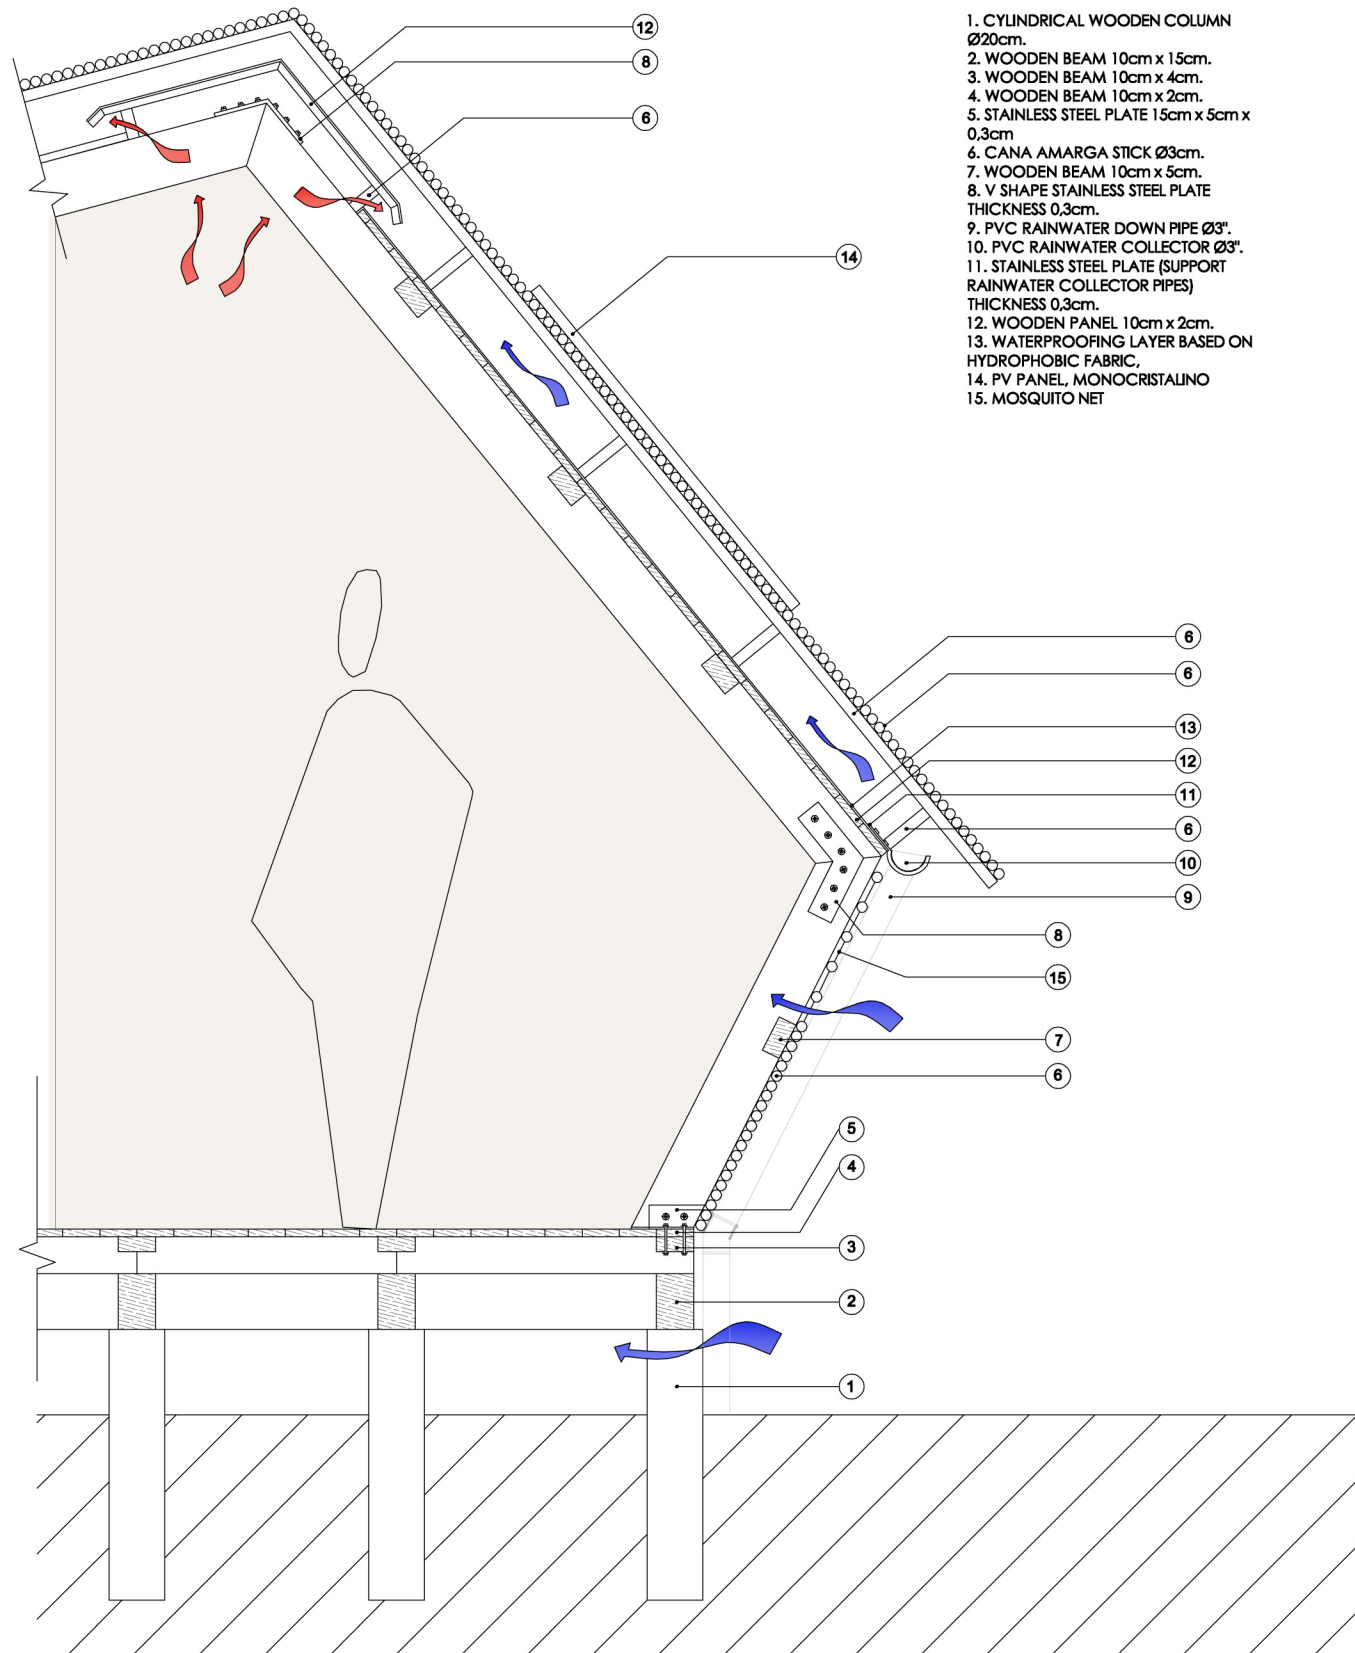 1. CYLINDRICAL WOODEN COLUMN
Ø20cm.
2. WOODEN BEAM 10cm x 15cm.
3. WOODEN BEAM 10cm x 4cm.
4. WOODEN BEAM 10cm x 2cm.
5. STAINLESS STEEL PLATE 15cm x 5cm x
0,3cm
6. CANA AMARGA STICK Ø3cm.
7. WOODEN BEAM 10cm x 5cm.
8. V SHAPE STAINLESS STEEL PLATE
THICKNESS 0,3cm.
9. PVC RAINWATER DOWN PIPE Ø3".
10. PVC RAINWATER COLLECTOR Ø3".
11. STAINLESS STEEL PLATE (SUPPORT
RAINWATER COLLECTOR PIPES)
THICKNESS 0,3cm.
12. WOODEN PANEL 10cm x 2cm.
13. WATERPROOFING LAYER BASED ON
HYDROPHOBIC FABRIC,
14. PV PANEL, MONOCRISTALINO
15. MOSQUITO NET
12
8
6
14
6
6
13
12
11
6
10
9
8
15
7
6
5
4
3
2
1